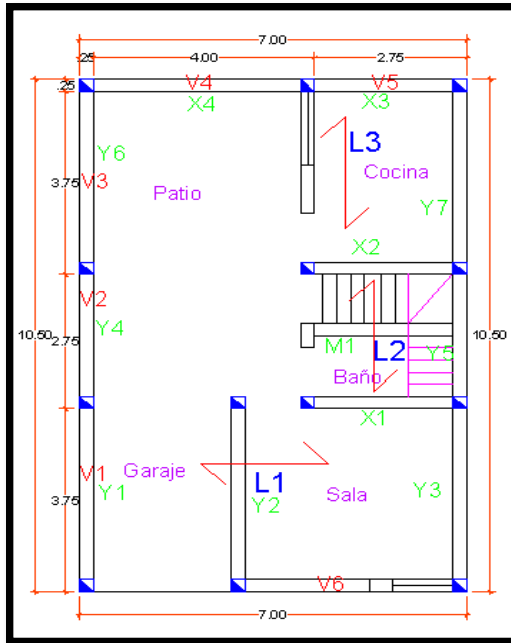 7.00
.25 4.00 2.75
V4 V5
.25 X4 X3
L3
Y6 Cocina
3.75 V3 Patio
Y7
X2
V2
10.50 2.75 Y4 M1 L2 Y5 10.50
Baño
X1
V1 Garaje
3.75 Y1 L1 Sala Y3
Y2
V6
7.00